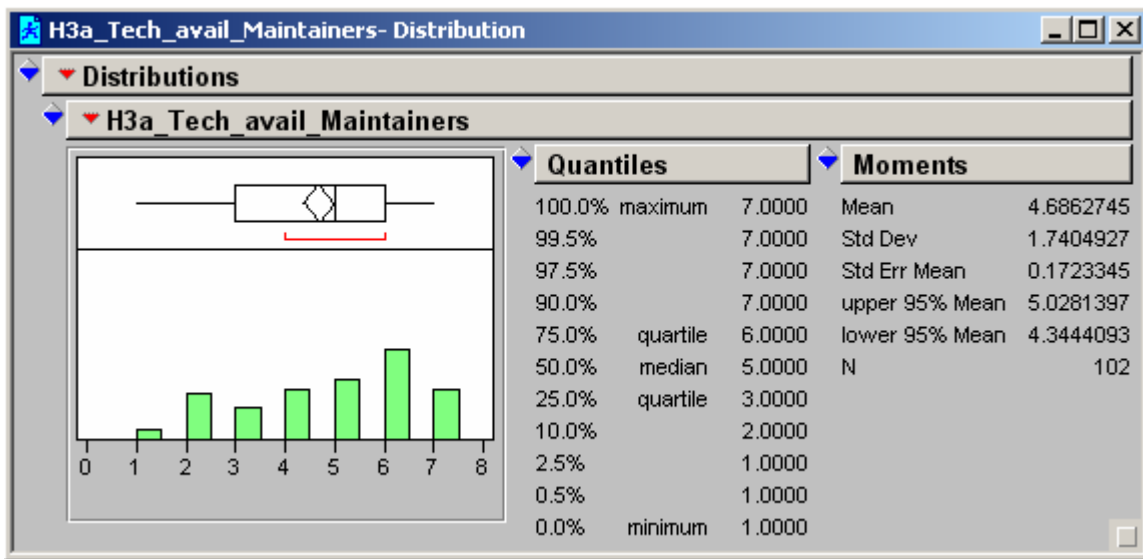 H3a_Tech_avail_Maintainers- Distribution
Distributions
H3a_Tech_avail_Maintainers
0 1 2 3 4 5 6 7 8
Quantiles
100.0% maximum 7.0000
99.5% 7.0000
97.5% 7.0000
90.0% 7.0000
75.0% quartile 6.0000
50.0% median 5.0000
25.0% quartile 3.0000
10.0% 2.0000
2.5% 1.0000
0.5% 1.0000
0.0% minimum 1.0000
Moments
Mean 4.6862745
Std Dev 1.7404927
Std Err Mean 0.1723345
upper 95% Mean 5.0281397
lower 95% Mean 4.3444093
N 102